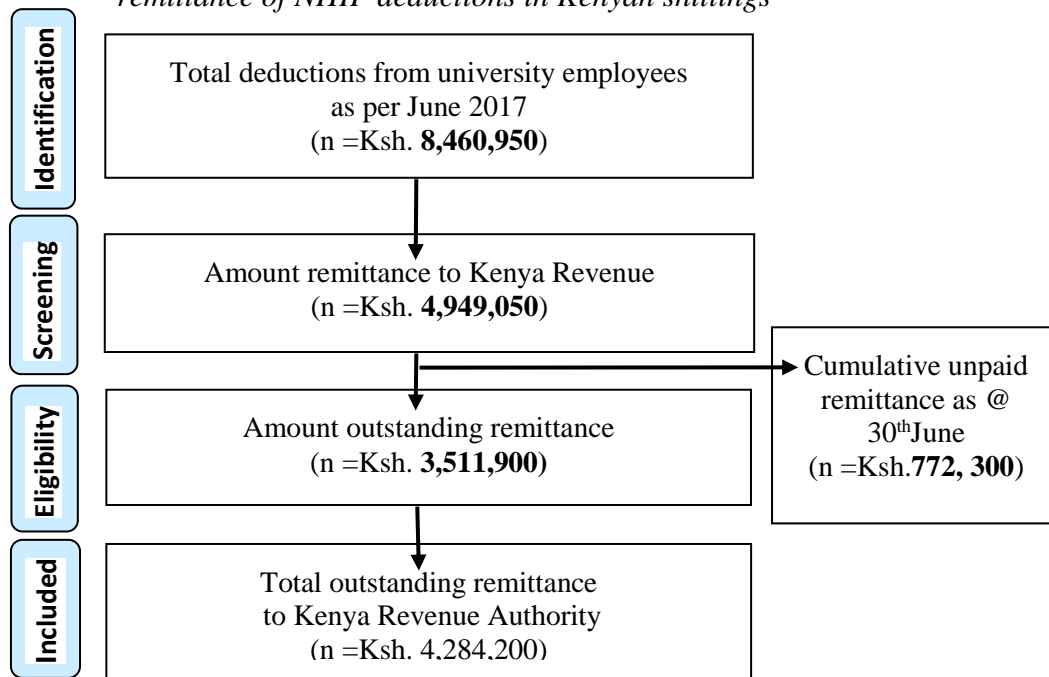 remittance of NHIF deductions in Kenyan shillings
Identification
Total deductions from university employees
as per June 2017
(n =Ksh. 8,460,950)
Screening
Amount remittance to Kenya Revenue
(n =Ksh. 4,949,050)
Cumulative unpaid
remittance as @
30thJune
(n =Ksh.772, 300)
Eligibility
Amount outstanding remittance
(n =Ksh. 3,511,900)
Included
Total outstanding remittance
to Kenya Revenue Authority
(n =Ksh. 4,284,200)